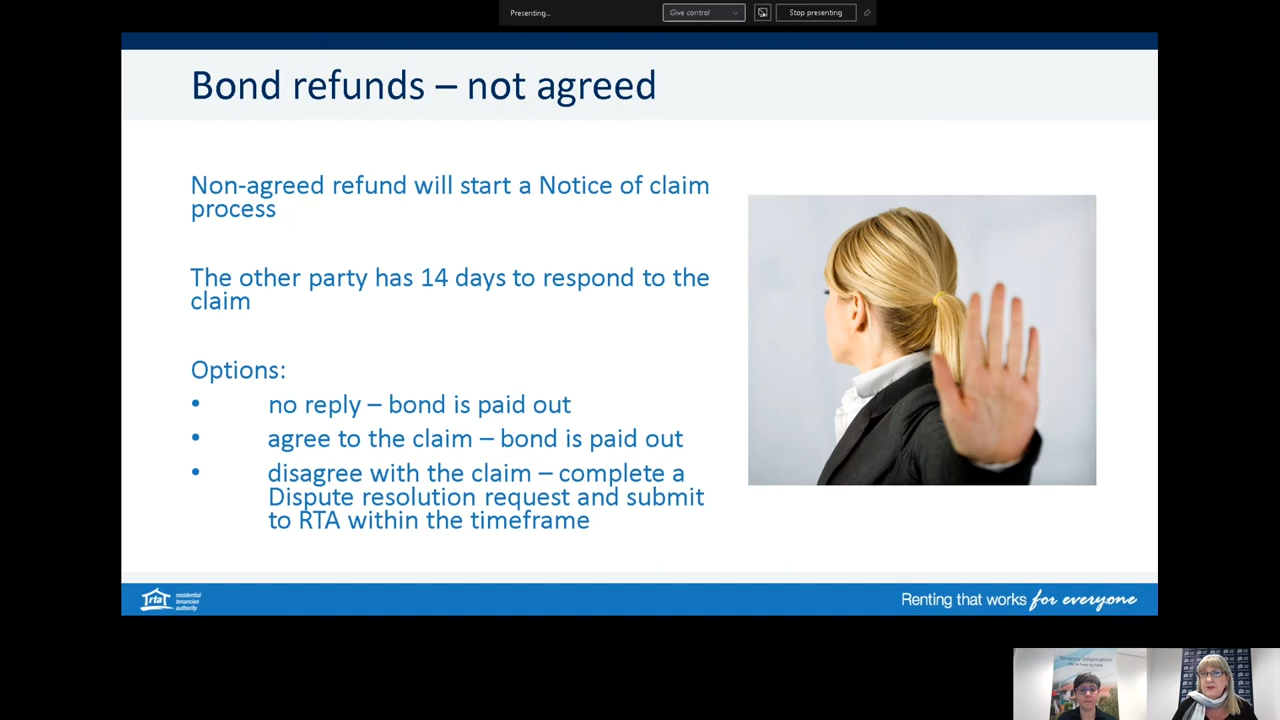 Presenting...
Give control
Stop presenting
Bond refunds – not agreed
Non-agreed refund will start a Notice of claim
process
The other party has 14 days to respond to the
claim
Options:
• no reply – bond is paid out
• agree to the claim – bond is paid out
• disagree with the claim – complete a
Dispute resolution request and submit
to RTA within the timeframe
rta
residential
tenancies
authority
Renting that works for everyone
Tenancy information